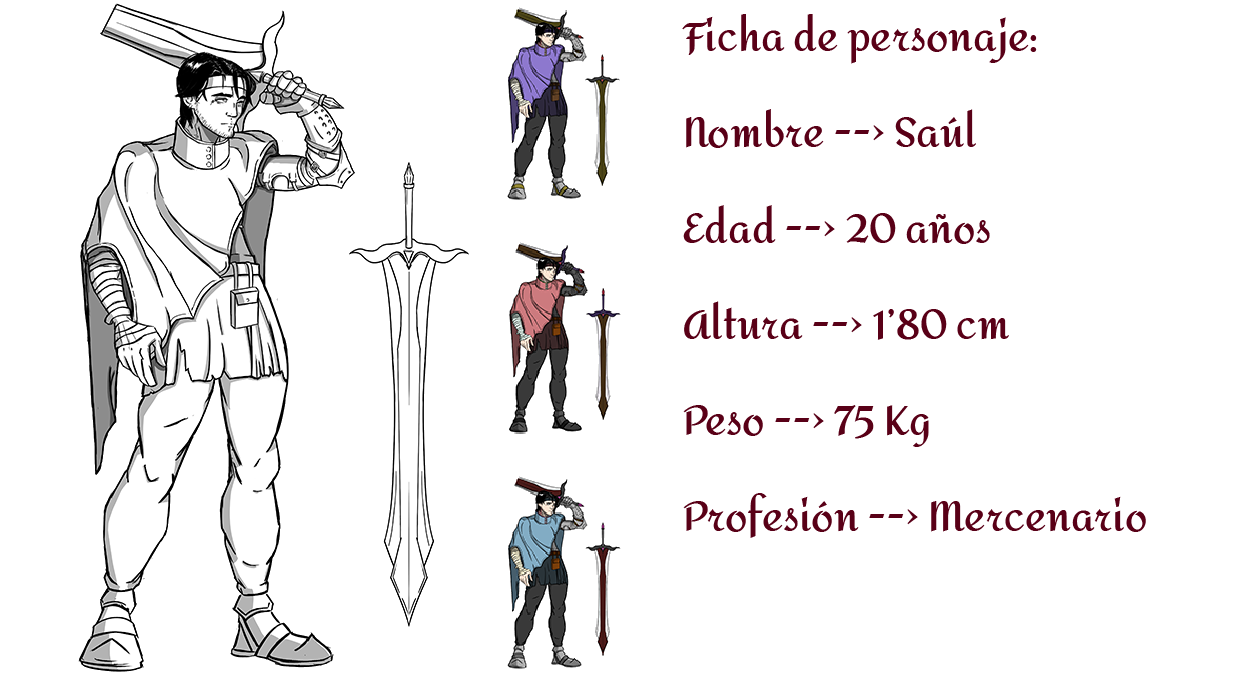 Ficha de personaje:
Nombre --> Saúl
Edad --> 20 años
Altura --> 1'80 cm
Peso --> 75 Kg
Profesión --> Mercenario